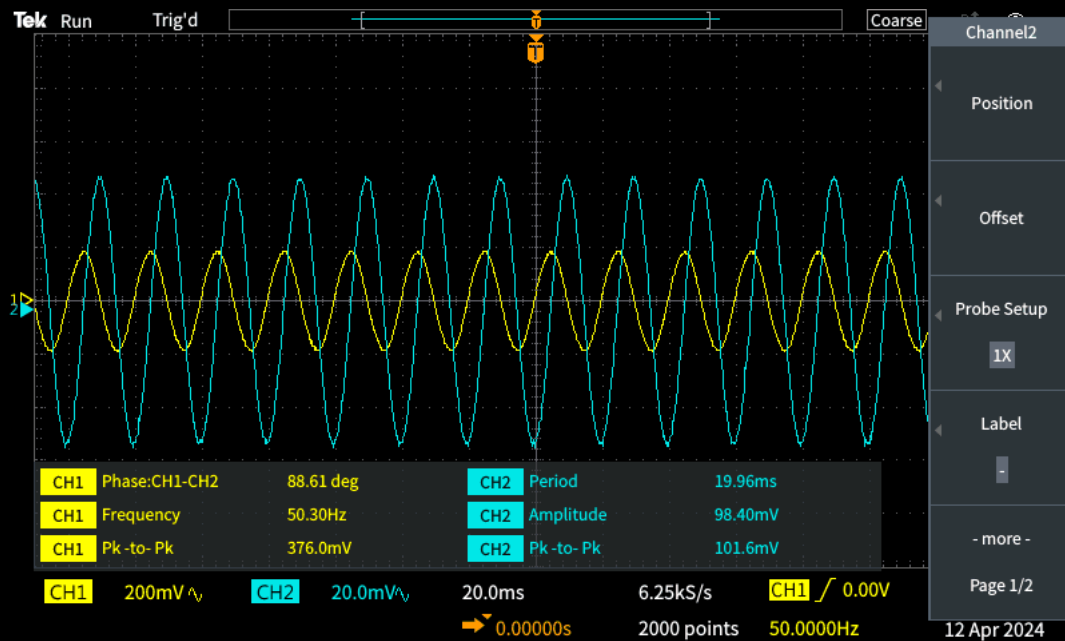 Tek Run Trig'd T Coarse
Channel2
T
Position
Offset
1
2
Probe Setup
1X
Label
-
CH1 Phase:CH1-CH2 88.61 deg CH2 Period 19.96ms
CH1 Frequency 50.30Hz CH2 Amplitude 98.40mV
CH1 Pk -to- Pk 376.0mV CH2 Pk -to- Pk 101.6mV
- more -
Page 1/2
CH1 200mV CH2 20.0mV 20.0ms 6.25kS/s CH1 0.00V
0.00000s 2000 points 50.0000Hz 12 Apr 2024